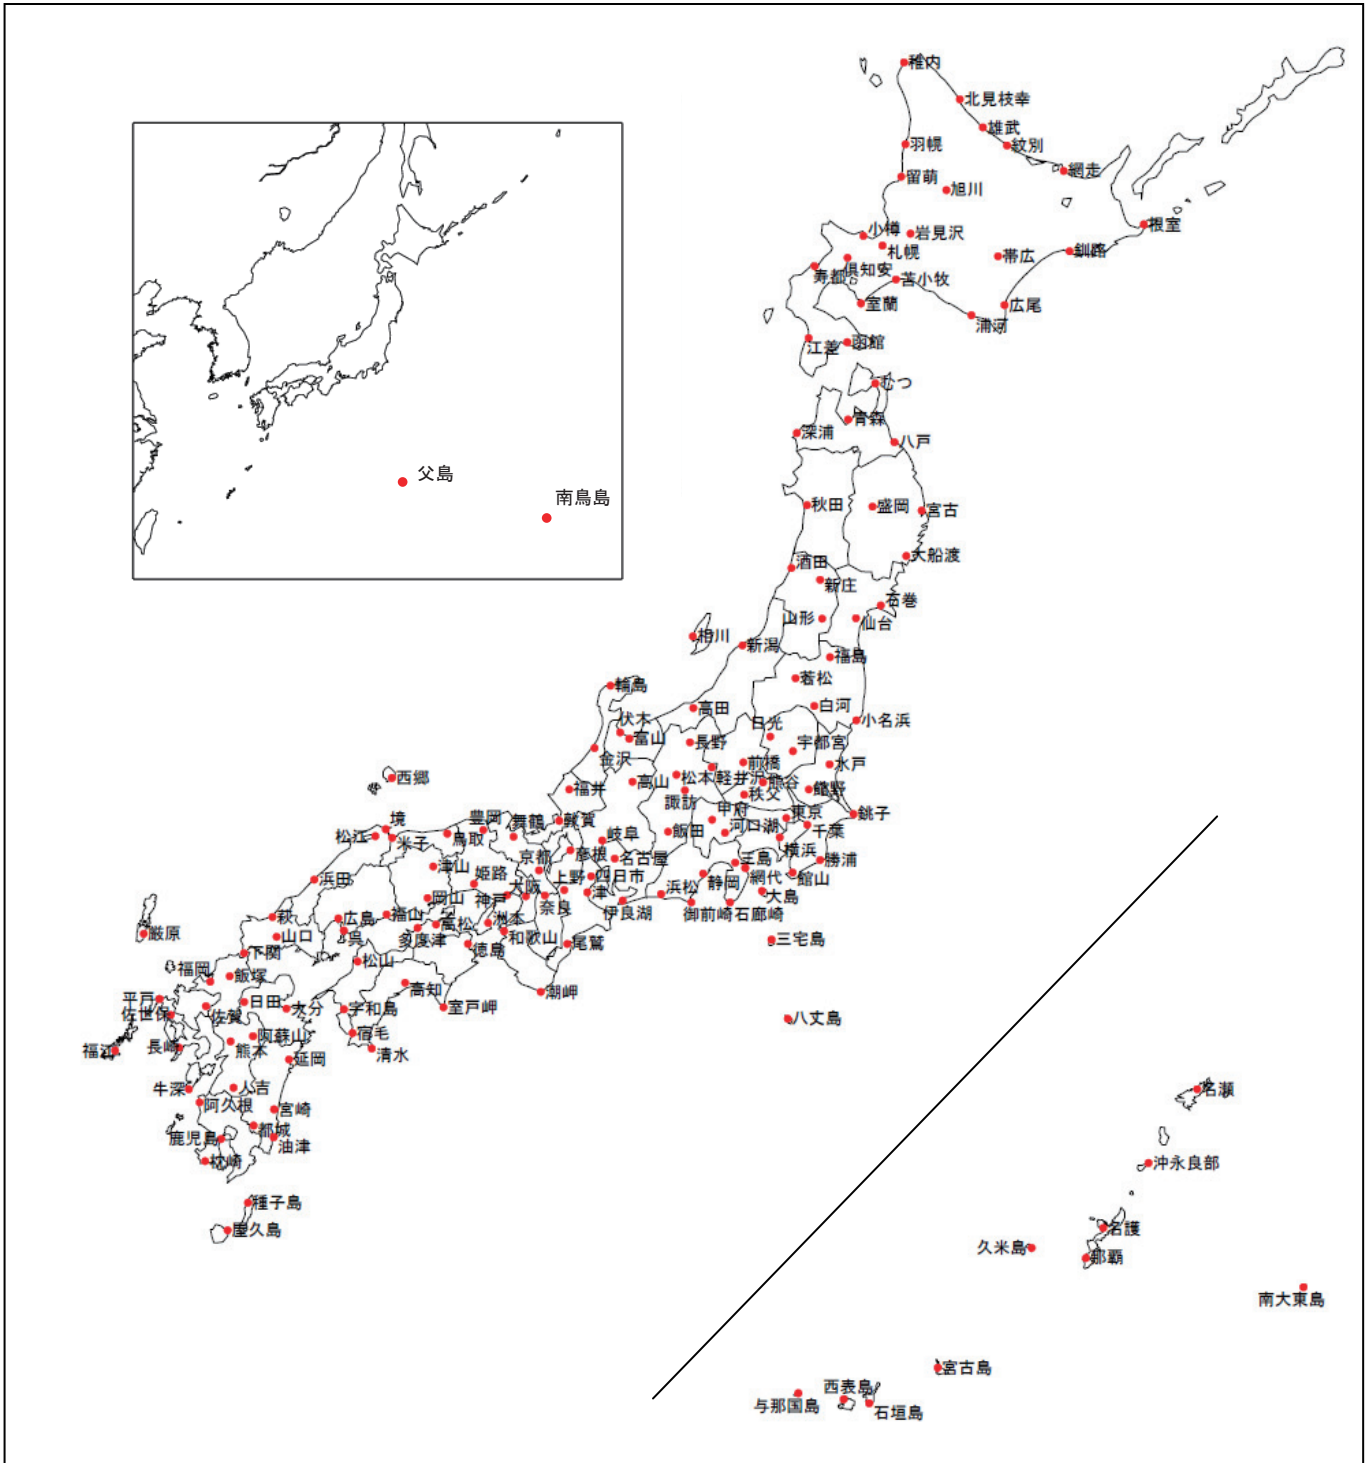 稚内
北見枝幸
雄武
紋別
羽幌
網走
留萌
旭川
根室
小樽
岩見沢
札幌
釧路
帯広
倶知安
寿都
苫小牧
室蘭
広尾
浦河
函館
江差
むつ
青森
深浦
八戸
父島
南鳥島
秋田
盛岡
宮古
大船渡
酒田
新庄
石巻
山形
仙台
相川
新潟
福島
若松
輪島
白河
高田
小名浜
伏木
日光
富山
長野
宇都宮
金沢
前橋
水戸
西郷
高山
松本
軽井沢
熊谷
福井
秩父
館野
諏訪
甲府
東京
銚子
豊岡
舞鶴
敦賀
境
松江
米子
鳥取
岐阜
飯田
河口湖
千葉
横浜
京都
彦根
名古屋
三島
勝浦
津山
姫路
上野
四日市
静岡
網代
館山
浜田
岡山
神戸
大阪
奈良
津
浜松
大島
伊良湖
御前崎
石廊崎
萩
広島
福山
高松
洲本
厳原
山口
呉
多度津
和歌山
徳島
尾鷲
三宅島
下関
松山
福岡
飯塚
高知
潮岬
平戸
日田
大分
宇和島
室戸岬
佐世保
佐賀
八丈島
阿蘇山
宿毛
福江
長崎
熊本
清水
延岡
牛深
人吉
名瀬
阿久根
宮崎
鹿児島
都城
油津
枕崎
沖永良部
種子島
屋久島
名護
久米島
那覇
南大東島
宮古島
西表島
与那国島
石垣島